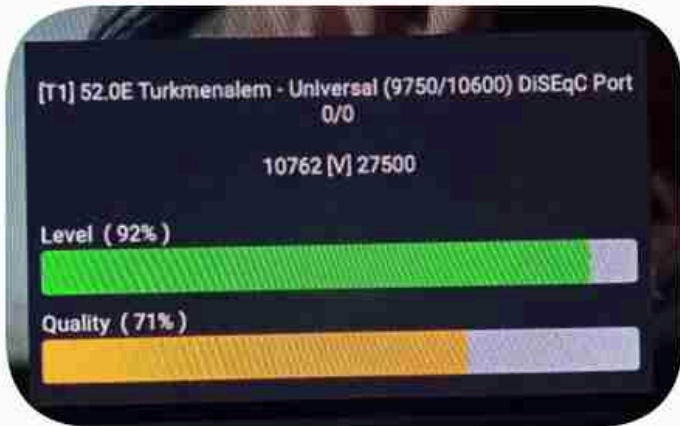 [T1] 52.0E Turkmenalem - Universal (9750/10600) DiSEqC Port
0/0
10762 [V] 27500
Level ( 92% )
Quality ( 71% )